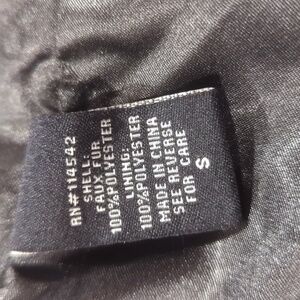 RN#114542
SHELL:
FAUX FUR
100%POLYESTER
LINING:
100%POLYESTER
MADE IN CHINA
SEE REVERSE
FOR CARE
S